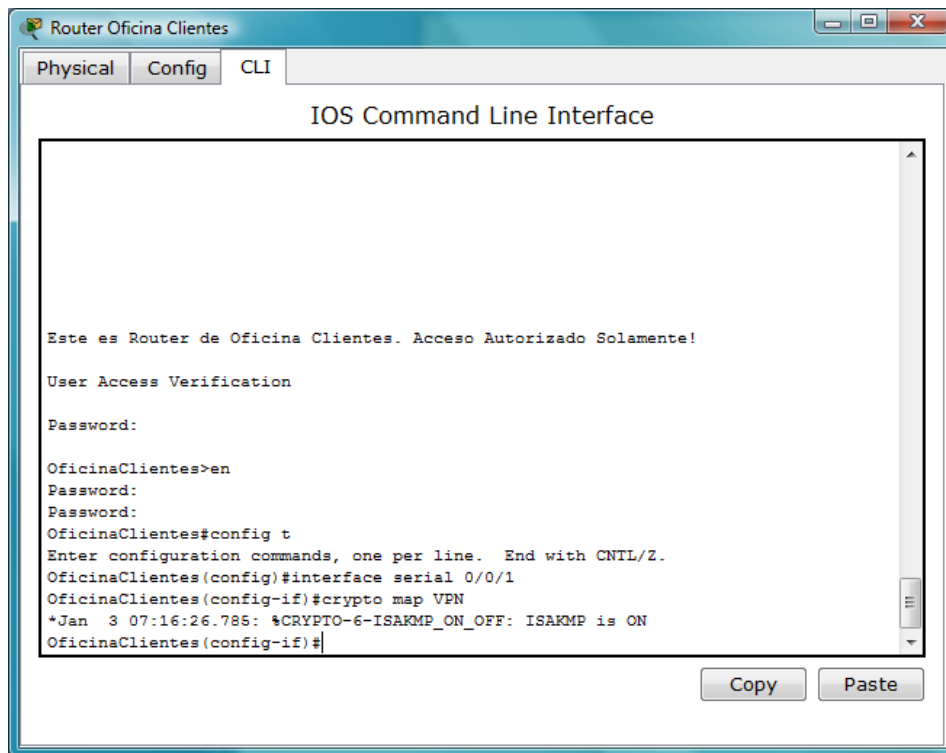 Router Oficina Clientes
Physical Config CLI
IOS Command Line Interface
Este es Router de Oficina Clientes. Acceso Autorizado Solamente!
User Access Verification
Password:
OficinaClientes>en
Password:
Password:
OficinaClientes#config t
Enter configuration commands, one per line.  End with CNTL/Z.
OficinaClientes(config)#interface serial 0/0/1
OficinaClientes(config-if)#crypto map VPN
*Jan  3 07:16:26.785: %CRYPTO-6-ISAKMP_ON_OFF: ISAKMP is ON
OficinaClientes(config-if)#
Copy Paste